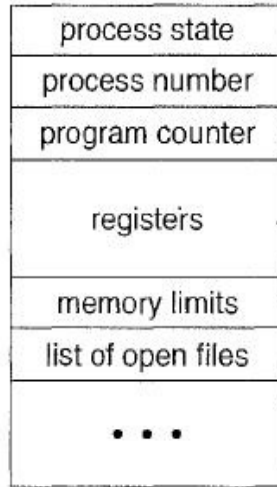 process state
process number
program counter
registers
memory limits
list of open files
• • •